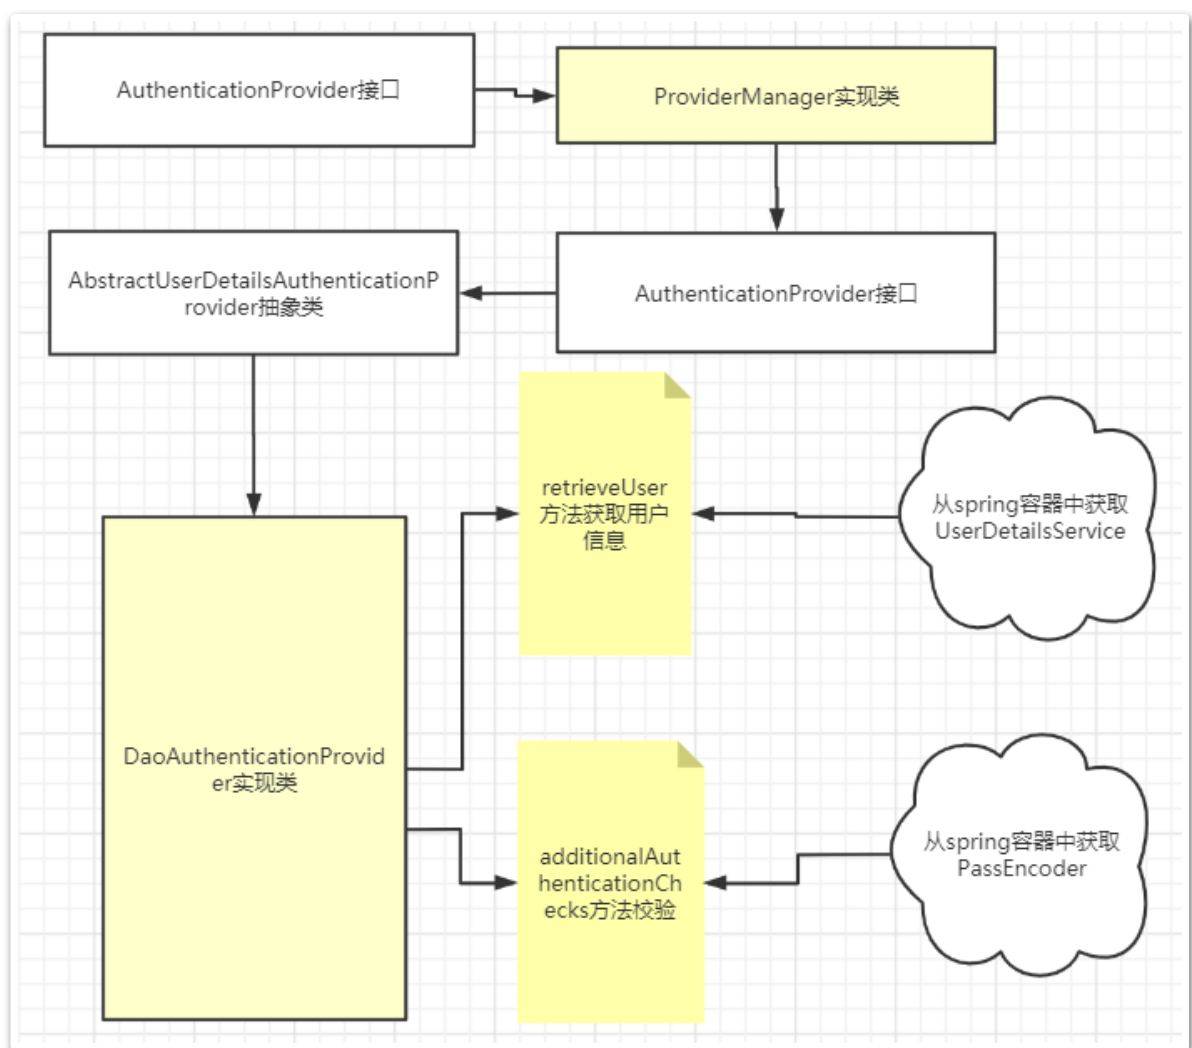 AuthenticationProvider接口
ProviderManager实现类
AbstractUserDetailsAuthenticationP
rovider抽象类
AuthenticationProvider接口
retrieveUser
方法获取用户
信息
从spring容器中获取
UserDetailsService
DaoAuthenticationProvid
er实现类
additionalAut
henticationCh
ecks方法校验
从spring容器中获取
PassEncoder